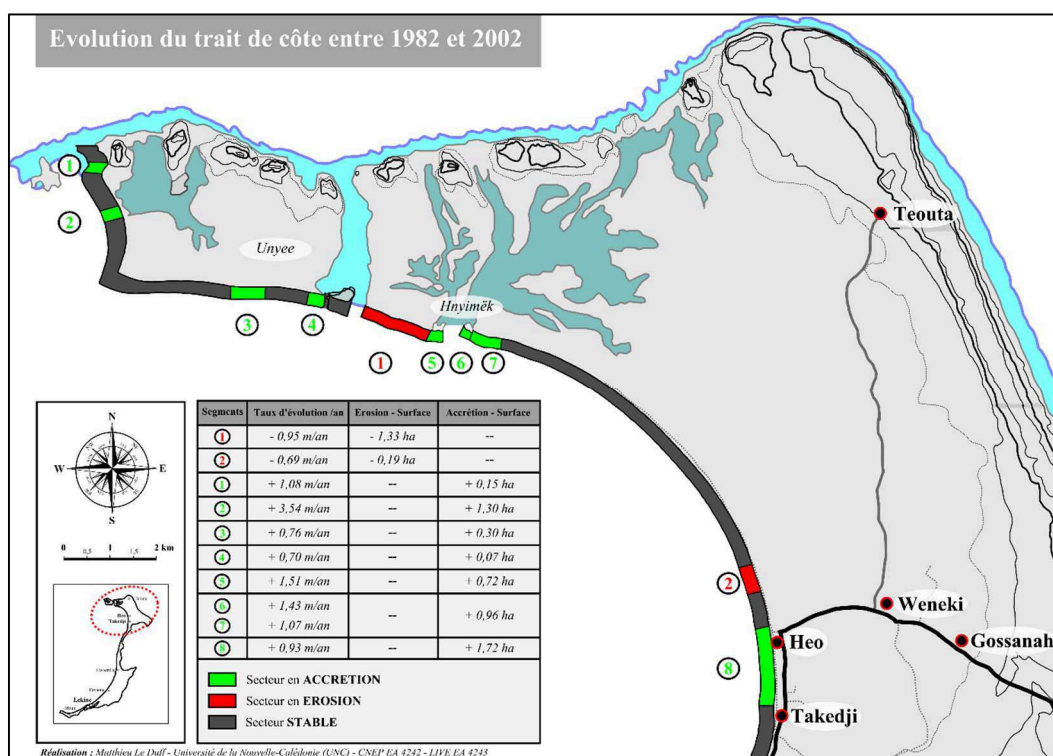 Evolution du trait de côte entre 1982 et 2002
1
2
Unyee
Teouta
3
4
Hnyimëk
1
5
6
7
2
Weneki
Heo
Gossanah
8
Takedji
N
W
E
S
0 0,5 1 1,5 2 km
Heo
Takedji
Lekine
Segments Taux d'évolution /an Erosion - Surface Accrétion - Surface
1 - 0,95 m/an - 1,33 ha --
2 - 0,69 m/an - 0,19 ha --
1 + 1,08 m/an -- + 0,15 ha
2 + 3,54 m/an -- + 1,30 ha
3 + 0,76 m/an -- + 0,30 ha
4 + 0,70 m/an -- + 0,07 ha
5 + 1,51 m/an -- + 0,72 ha
6 + 1,43 m/an -- + 0,96 ha
7 + 1,07 m/an
8 + 0,93 m/an -- + 1,72 ha
Secteur en ACCRETION
Secteur en EROSION
Secteur STABLE
Réalisation : Matthieu Le Duff - Université de la Nouvelle-Calédonie (UNC) - CNEP EA 4242 - LIVE EA 4243